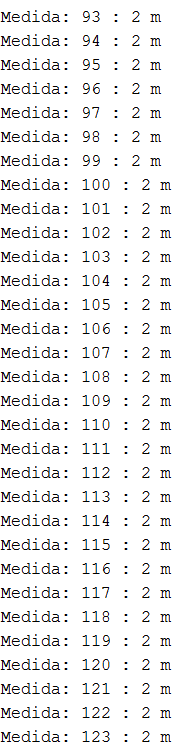 Medida: 93 : 2 m
Medida: 94 : 2 m
Medida: 95 : 2 m
Medida: 96 : 2 m
Medida: 97 : 2 m
Medida: 98 : 2 m
Medida: 99 : 2 m
Medida: 100 : 2 m
Medida: 101 : 2 m
Medida: 102 : 2 m
Medida: 103 : 2 m
Medida: 104 : 2 m
Medida: 105 : 2 m
Medida: 106 : 2 m
Medida: 107 : 2 m
Medida: 108 : 2 m
Medida: 109 : 2 m
Medida: 110 : 2 m
Medida: 111 : 2 m
Medida: 112 : 2 m
Medida: 113 : 2 m
Medida: 114 : 2 m
Medida: 115 : 2 m
Medida: 116 : 2 m
Medida: 117 : 2 m
Medida: 118 : 2 m
Medida: 119 : 2 m
Medida: 120 : 2 m
Medida: 121 : 2 m
Medida: 122 : 2 m
Medida: 123 : 2 m